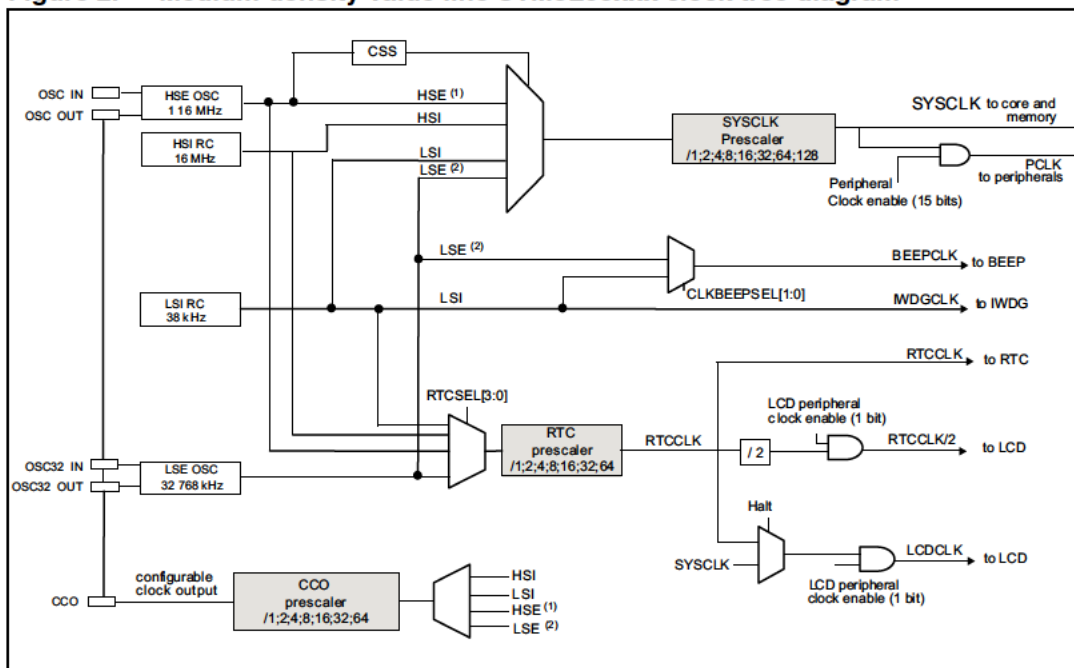 CSS
OSC IN
OSC OUT
HSE OSC
1 16 MHz
HSE (1)
HSI RC
16 MHz
HSI
LSI
LSE (2)
SYSCLK
Prescaler
/1;2;4;8;16;32;64;128
SYSCLK to core and
memory
PCLK
to peripherals
Peripheral
Clock enable (15 bits)
LSE (2)
BEEPCLK
to BEEP
CLKBEEPSEL[1:0]
LSI RC
38 kHz
LSI
IWDGCLK
to IWDG
RTCCLK
to RTC
RTCSEL[3:0]
LCD peripheral
clock enable (1 bit)
RTC
prescaler
/1;2;4;8;16;32;64
RTCCLK
/ 2
RTCCLK/2
to LCD
OSC32 IN
OSC32 OUT
LSE OSC
32 768 kHz
Halt
SYSCLK
LCDCLK
to LCD
LCD peripheral
clock enable (1 bit)
CCO
configurable
clock output
CCO
prescaler
/1;2;4;8;16;32;64
HSI
LSI
HSE (1)
LSE (2)